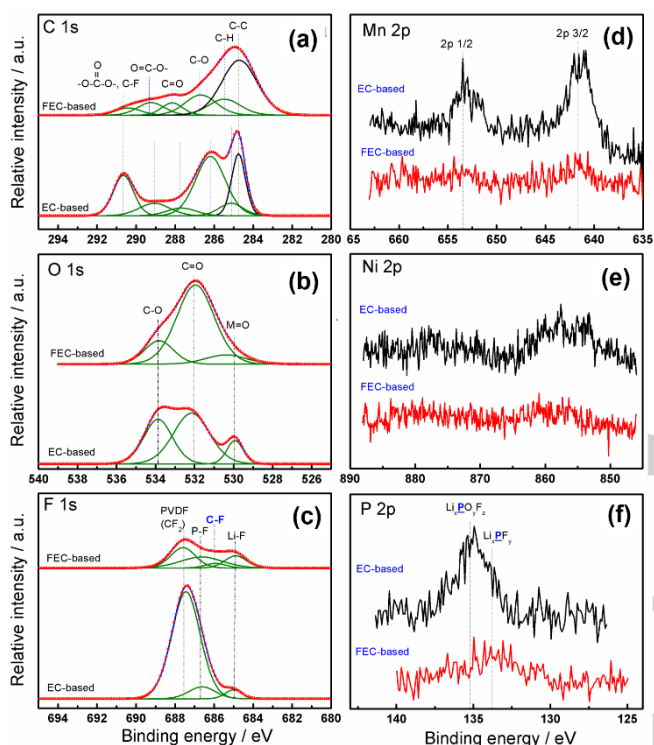 C 1s
(a)
C-C
C-H
C-O
O=C-O-
C=O
O
-O-C-O-, C-F
FEC-based
EC-based
Relative intensity / a.u.
294 292 290 288 286 284 282 280
O 1s
(b)
C=O
C-O
M=O
FEC-based
EC-based
Relative intensity / a.u.
540 538 536 534 532 530 528 526
F 1s
(c)
PVDF
(CF2)
P-F
C-F
Li-F
FEC-based
EC-based
Relative intensity / a.u.
694 692 690 688 686 684 682 680
Binding energy / eV
Mn 2p
(d)
2p 1/2
2p 3/2
EC-based
FEC-based
65 660 655 650 645 640 635
Ni 2p
(e)
EC-based
FEC-based
890 880 870 860 850
P 2p
(f)
LixPOyFz
LixPFy
EC-based
FEC-based
140 135 130 125
Binding energy / eV